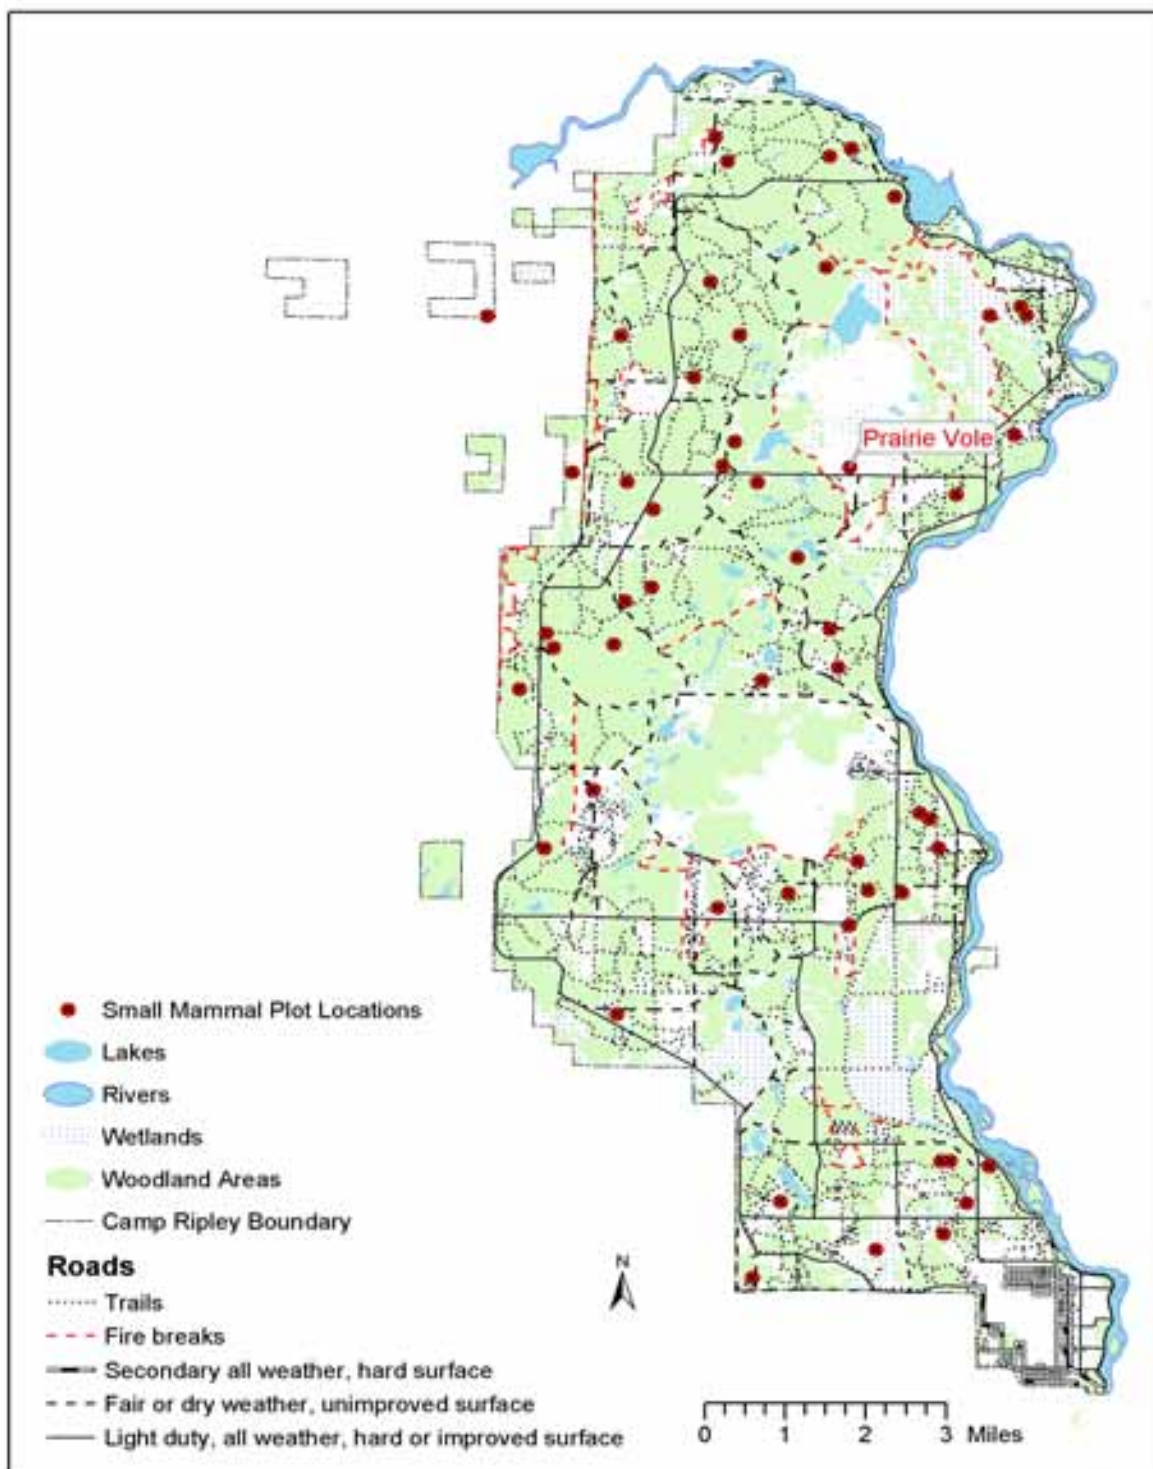 Prairie Vole
Small Mammal Plot Locations
Lakes
Rivers
Wetlands
Woodland Areas
Camp Ripley Boundary
Roads
Trails
Fire breaks
Secondary all weather, hard surface
Fair or dry weather, unimproved surface
Light duty, all weather, hard or improved surface
N
0 1 2 3 Miles